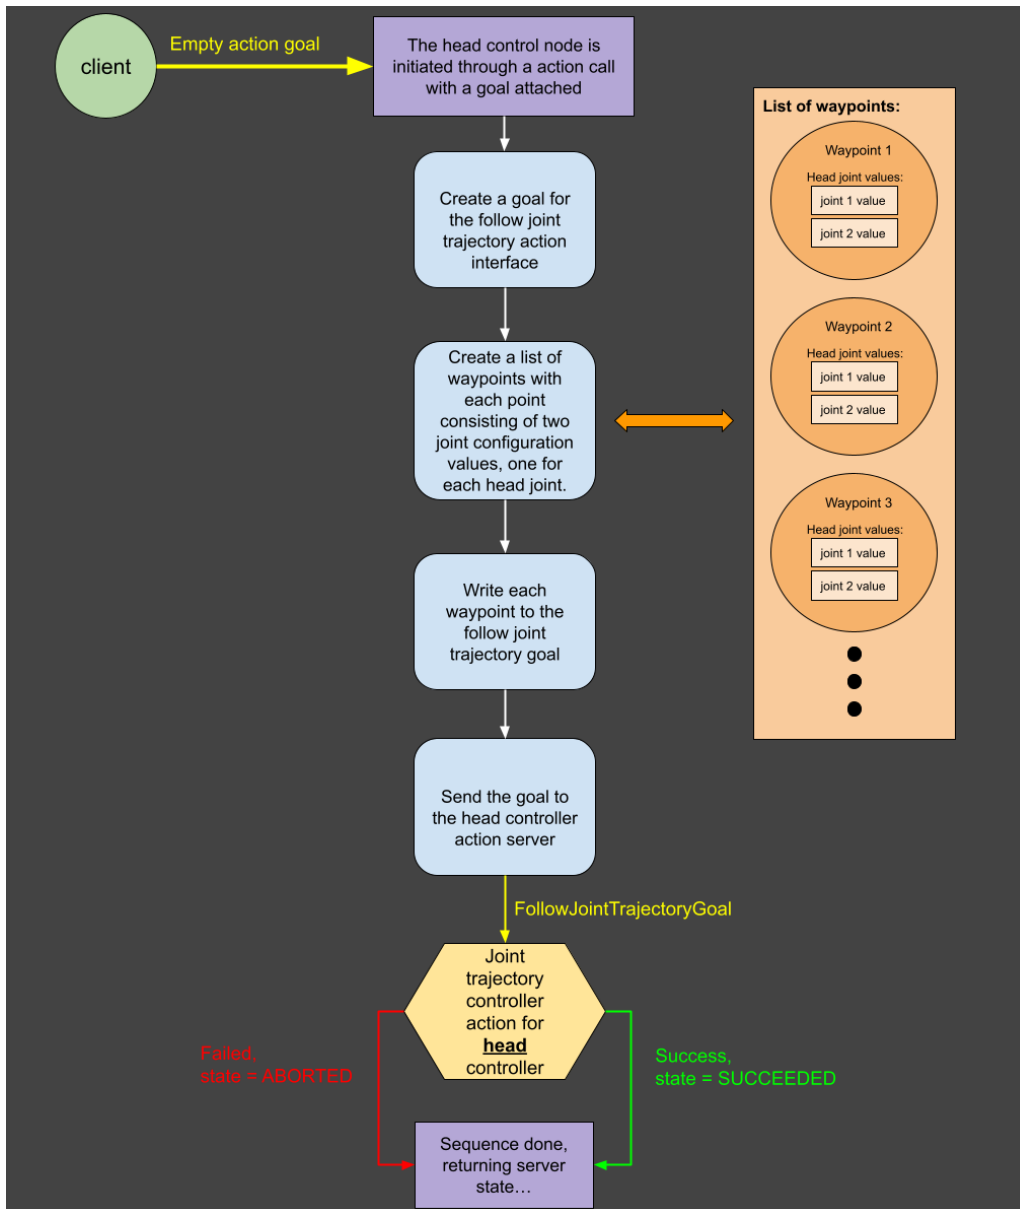 client
Empty action goal
The head control node is
initiated through a action call
with a goal attached
List of waypoints:
Waypoint 1
Head joint values:
joint 1 value
joint 2 value
Create a goal for
the follow joint
trajectory action
interface
Waypoint 2
Head joint values:
joint 1 value
joint 2 value
Create a list of
waypoints with
each point
consisting of two
joint configuration
values, one for
each head joint.
Waypoint 3
Head joint values:
joint 1 value
joint 2 value
Write each
waypoint to the
follow joint
trajectory goal
Send the goal to
the head controller
action server
FollowJointTrajectoryGoal
Joint
trajectory
controller
action for
head
controller
Failed,
state = ABORTED
Success,
state = SUCCEEDED
Sequence done,
returning server
state…